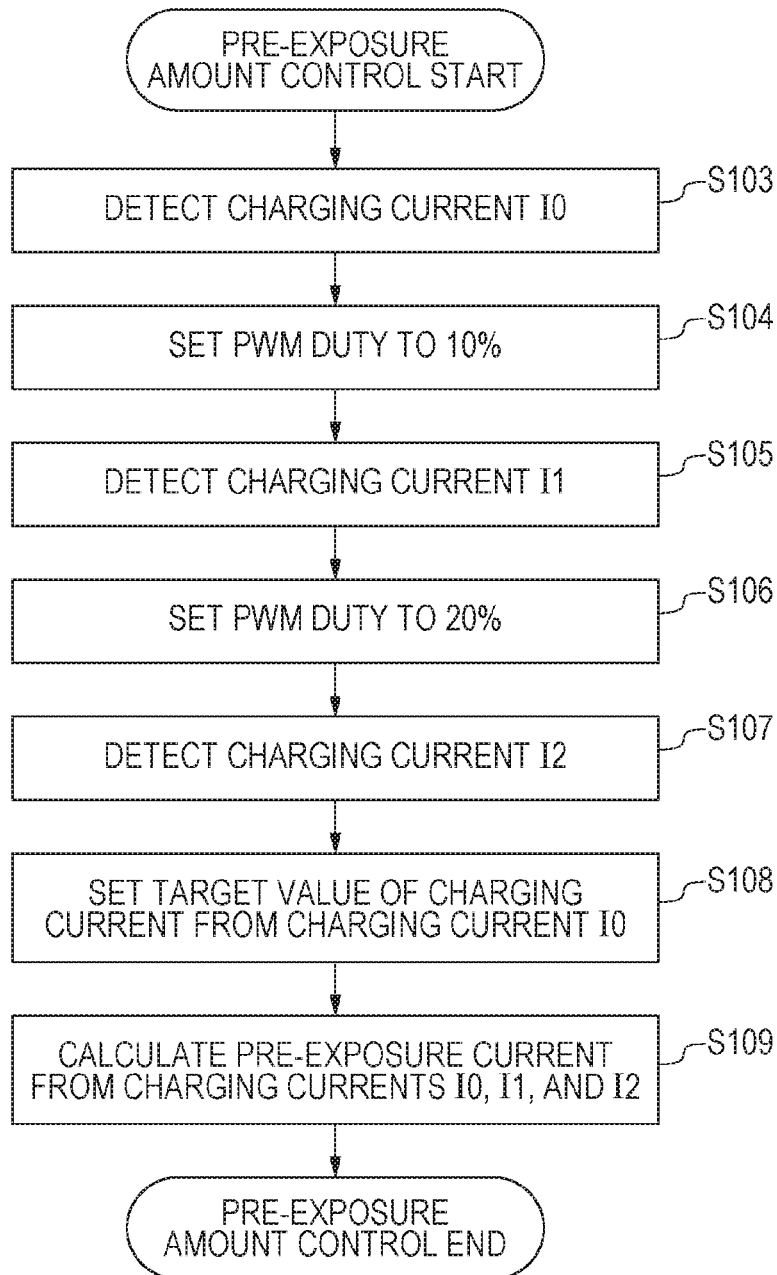 PRE-EXPOSURE
AMOUNT CONTROL START
DETECT CHARGING CURRENT I0
S103
SET PWM DUTY TO 10%
S104
DETECT CHARGING CURRENT I1
S105
SET PWM DUTY TO 20%
S106
DETECT CHARGING CURRENT I2
S107
SET TARGET VALUE OF CHARGING
CURRENT FROM CHARGING CURRENT I0
S108
CALCULATE PRE-EXPOSURE CURRENT
FROM CHARGING CURRENTS I0, I1, AND I2
S109
PRE-EXPOSURE
AMOUNT CONTROL END